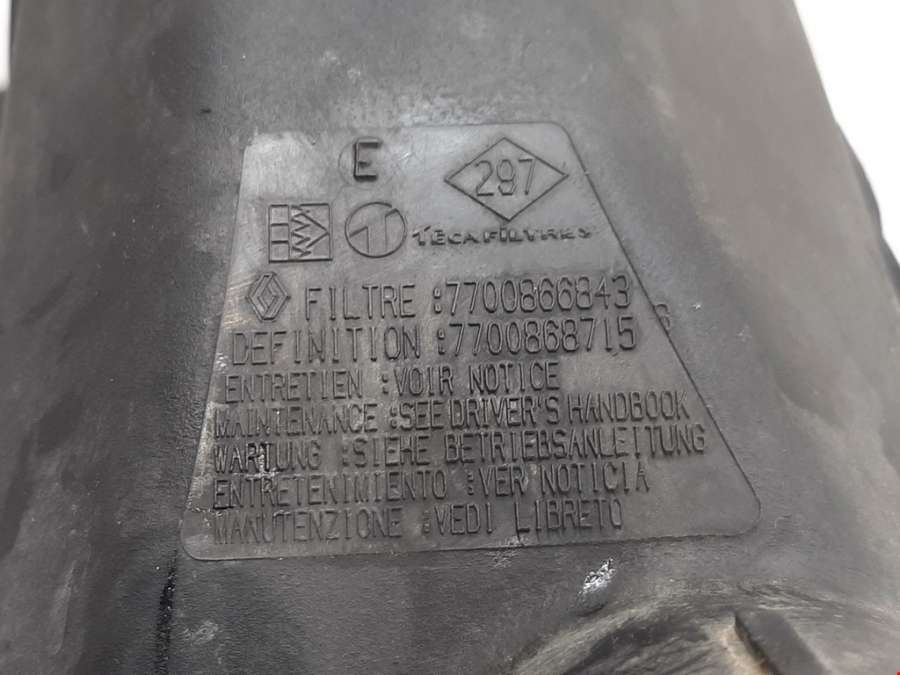 E
297
TECAFILTRES
FILTRE :7700866843
DEFINITION :7700868715 G
ENTRETIEN :VOIR NOTICE
MAINTENANCE :SEE DRIVER'S HANDBOOK
WARTUNG :SIEHE BETRIEBSANLEITUNG
ENTRETENIMIENTO :VER NOTICIA
MANUTENZIONE :VEDI LIBRETO